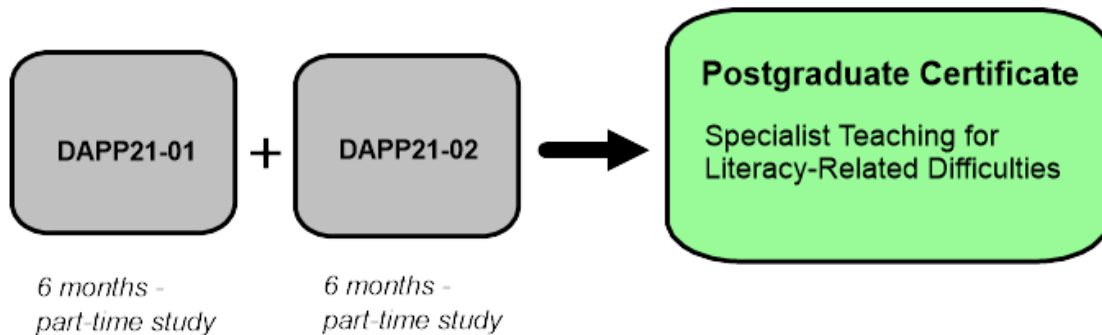 DAPP21-01
+
DAPP21-02
Postgraduate Certificate
Specialist Teaching for
Literacy-Related Difficulties
6 months -
part-time study
6 months -
part-time study